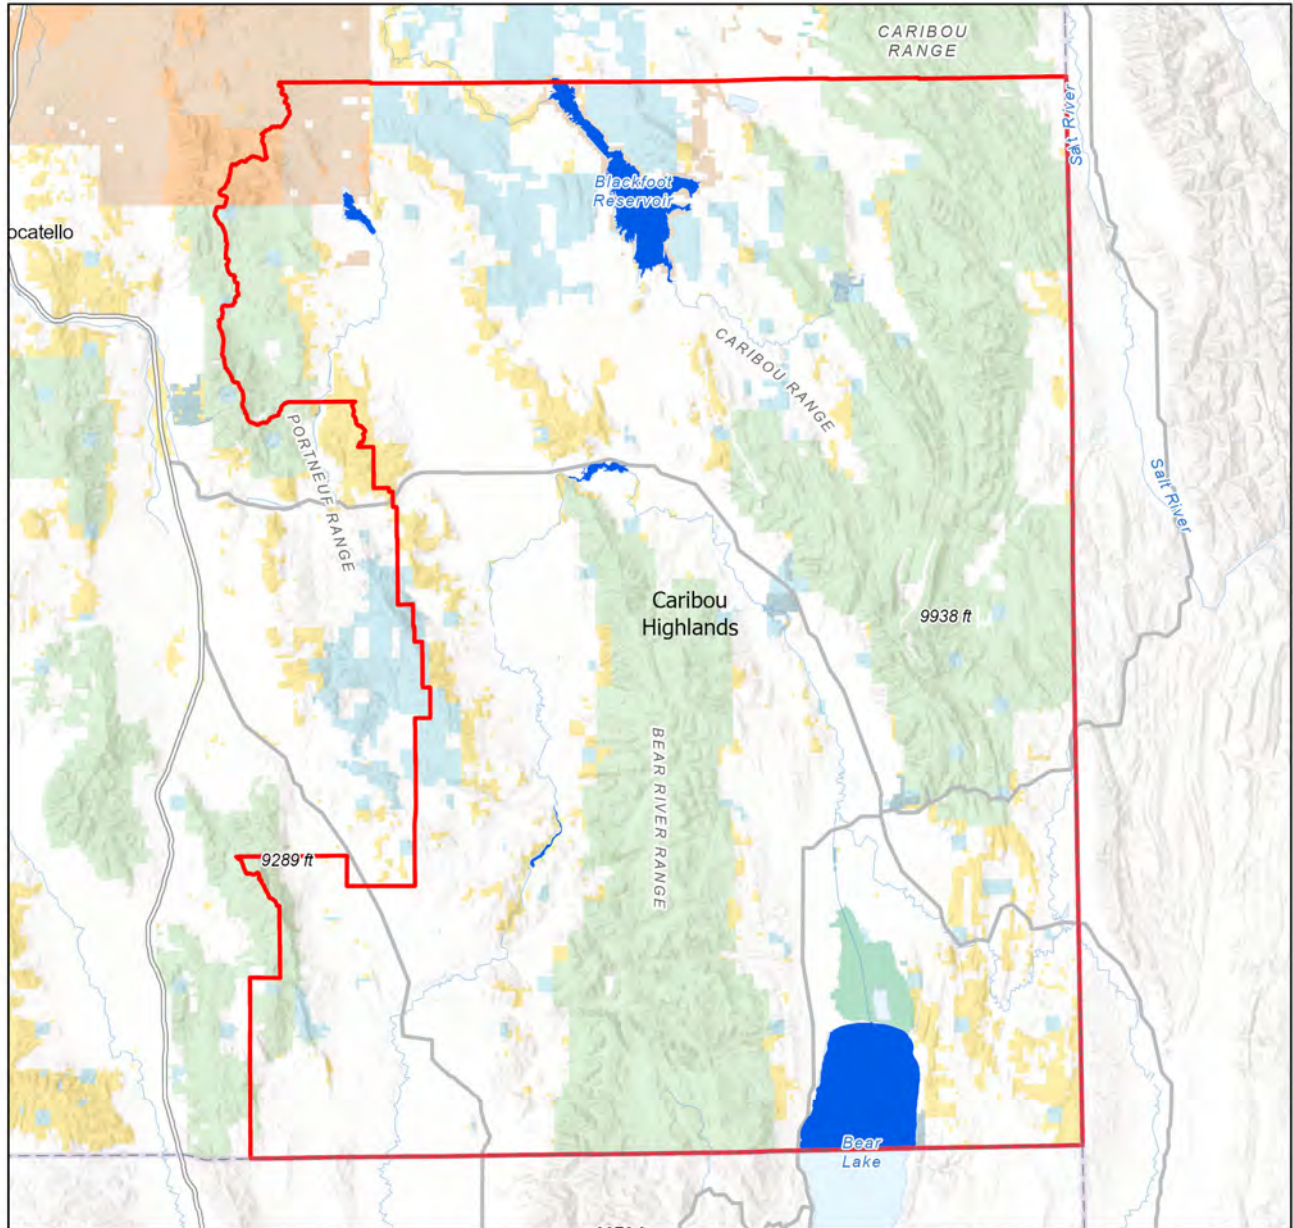 CARIBOU
RANGE
Salt River
Blackfoot
Reservoir
ocatello
CARIBOU RANGE
PORTNEUF RANGE
Salt River
Caribou
Highlands
9938 ft
BEAR RIVER RANGE
9289 ft
Bear
Lake